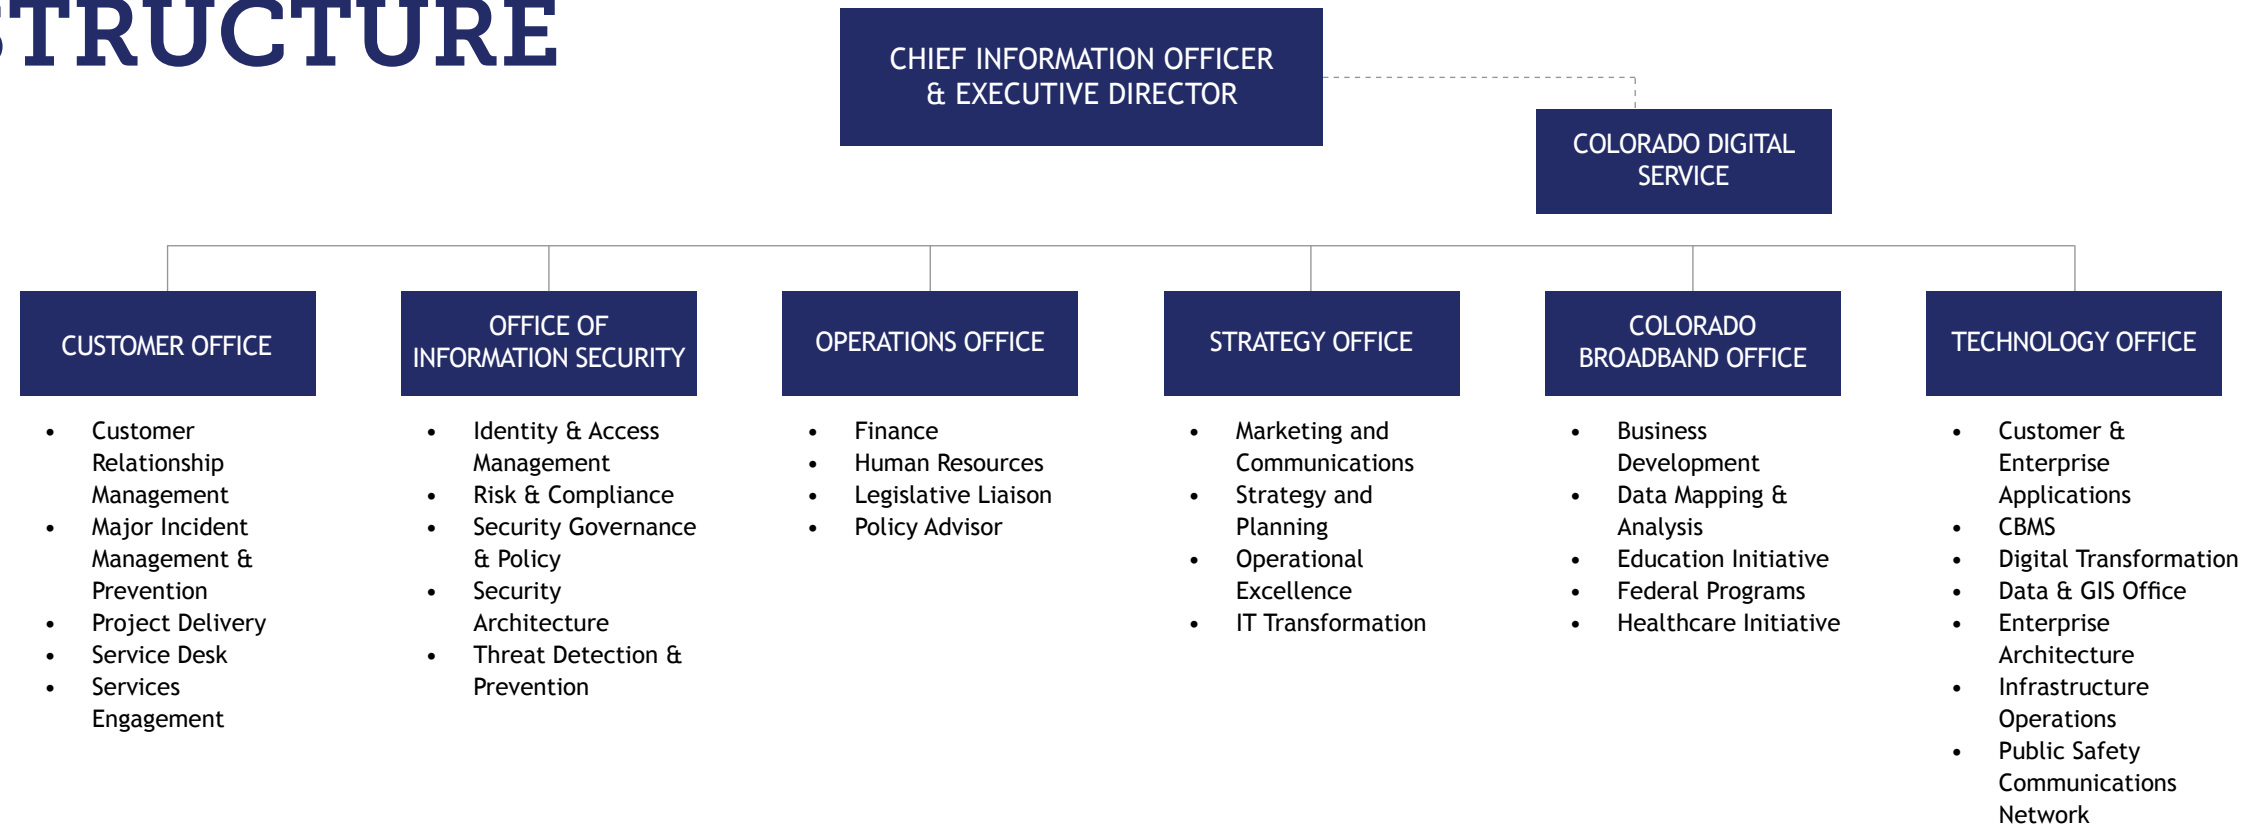 STRUCTURE
CHIEF INFORMATION OFFICER
& EXECUTIVE DIRECTOR
COLORADO DIGITAL
SERVICE
CUSTOMER OFFICE
• Customer
Relationship
Management
• Major Incident
Management &
Prevention
• Project Delivery
• Service Desk
• Services
Engagement
OFFICE OF
INFORMATION SECURITY
• Identity & Access
Management
• Risk & Compliance
• Security Governance
& Policy
• Security
Architecture
• Threat Detection &
Prevention
OPERATIONS OFFICE
• Finance
• Human Resources
• Legislative Liaison
• Policy Advisor
STRATEGY OFFICE
• Marketing and
Communications
• Strategy and
Planning
• Operational
Excellence
• IT Transformation
COLORADO
BROADBAND OFFICE
• Business
Development
• Data Mapping &
Analysis
• Education Initiative
• Federal Programs
• Healthcare Initiative
TECHNOLOGY OFFICE
• Customer &
Enterprise
Applications
• CBMS
• Digital Transformation
• Data & GIS Office
• Enterprise
Architecture
• Infrastructure
Operations
• Public Safety
Communications
Network